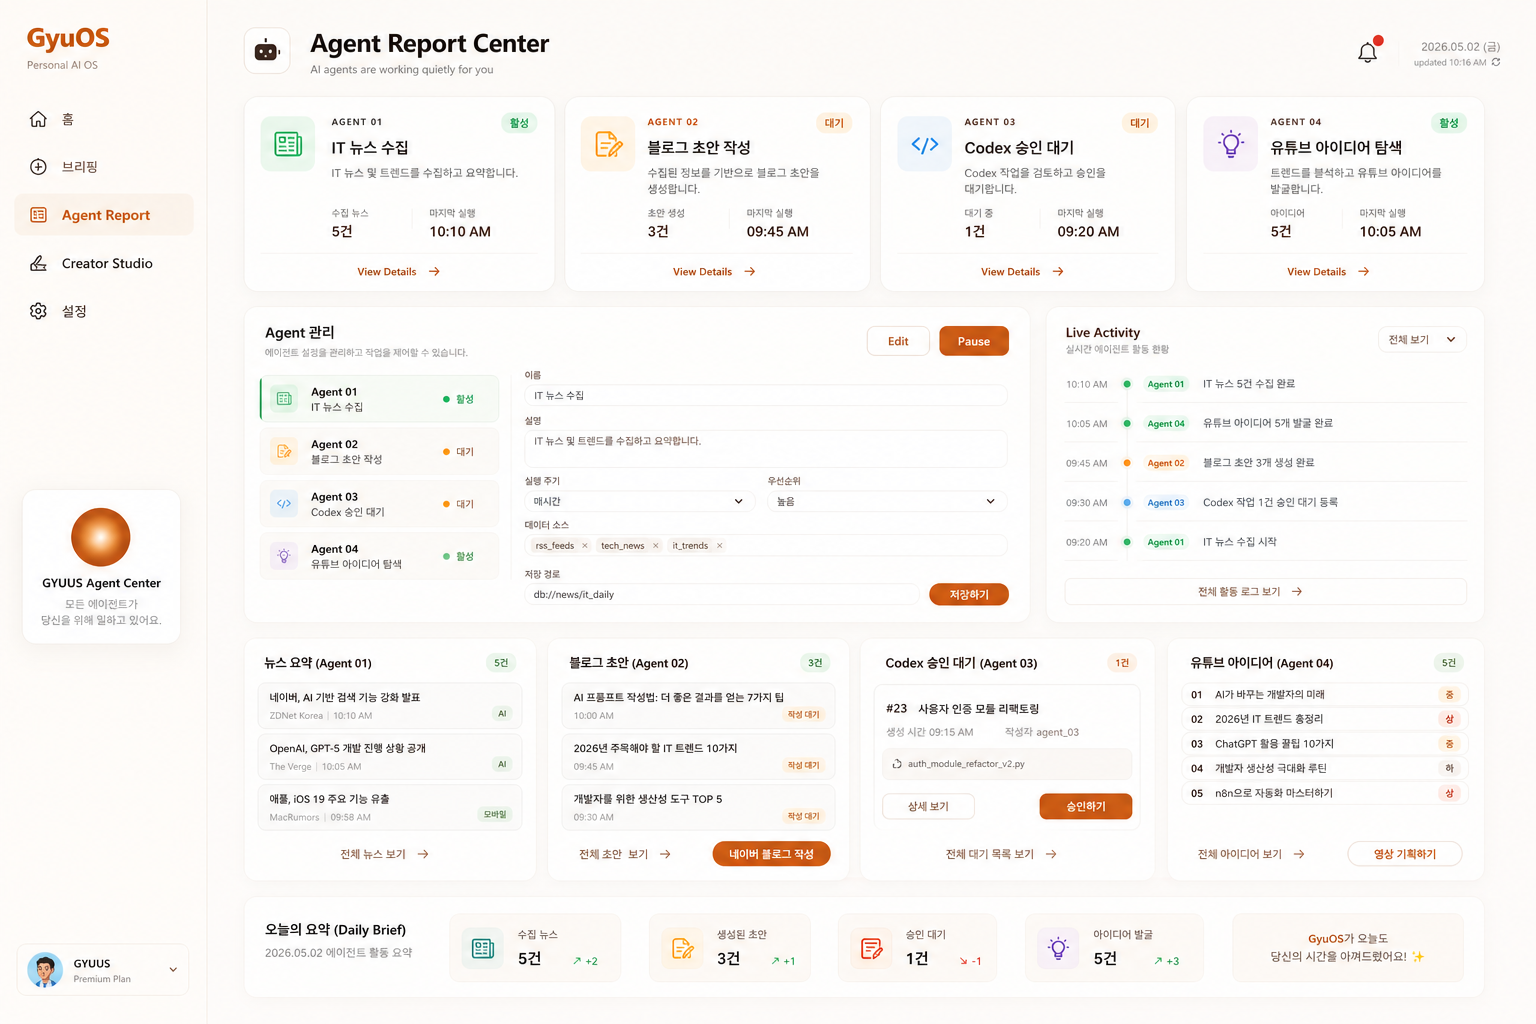 GyuOS
Personal AI OS
홈
브리핑
Agent Report
Creator Studio
설정
GYUUS Agent Center
모든 에이전트가
당신을 위해 일하고 있어요.
GYUUS
Premium Plan
Agent Report Center
AI agents are working quietly for you
2026.05.02 (금)
updated 10:16 AM
AGENT 01
활성
IT 뉴스 수집
IT 뉴스 및 트렌드를 수집하고 요약합니다.
수집 뉴스
마지막 실행
5건
10:10 AM
View Details →
AGENT 02
대기
블로그 초안 작성
수집된 정보를 기반으로 블로그 초안을
생성합니다.
초안 생성
마지막 실행
3건
09:45 AM
View Details →
AGENT 03
대기
Codex 승인 대기
Codex 작업을 검토하고 승인을
대기합니다.
대기 중
마지막 실행
1건
09:20 AM
View Details →
AGENT 04
활성
유튜브 아이디어 탐색
트렌드를 분석하고 유튜브 아이디어를
발굴합니다.
아이디어
마지막 실행
5건
10:05 AM
View Details →
Agent 관리
에이전트 설정을 관리하고 작업을 제어할 수 있습니다.
Edit
Pause
Agent 01
IT 뉴스 수집
활성
Agent 02
블로그 초안 작성
대기
Agent 03
Codex 승인 대기
대기
Agent 04
유튜브 아이디어 탐색
활성
이름
IT 뉴스 수집
설명
IT 뉴스 및 트렌드를 수집하고 요약합니다.
실행 주기
우선순위
매시간
높음
데이터 소스
rss_feeds × tech_news × it_trends ×
저장 경로
db://news/it_daily
저장하기
Live Activity
실시간 에이전트 활동 현황
전체 보기
10:10 AM Agent 01 IT 뉴스 5건 수집 완료
10:05 AM Agent 04 유튜브 아이디어 5개 발굴 완료
09:45 AM Agent 02 블로그 초안 3개 생성 완료
09:30 AM Agent 03 Codex 작업 1건 승인 대기 등록
09:20 AM Agent 01 IT 뉴스 수집 시작
전체 활동 로그 보기 →
뉴스 요약 (Agent 01)
5건
네이버, AI 기반 검색 기능 강화 발표
ZDNet Korea | 10:10 AM
AI
OpenAI, GPT-5 개발 진행 상황 공개
The Verge | 10:05 AM
AI
애플, iOS 19 주요 기능 유출
MacRumors | 09:58 AM
모바일
전체 뉴스 보기 →
블로그 초안 (Agent 02)
3건
AI 프롬프트 작성법: 더 좋은 결과를 얻는 7가지 팁
10:00 AM
작성 대기
2026년 주목해야 할 IT 트렌드 10가지
09:45 AM
작성 대기
개발자를 위한 생산성 도구 TOP 5
09:30 AM
작성 대기
전체 초안 보기 →
네이버 블로그 작성
Codex 승인 대기 (Agent 03)
1건
#23 사용자 인증 모듈 리팩토링
생성 시간 09:15 AM
작성자 agent_03
auth_module_refactor_v2.py
상세 보기
승인하기
전체 대기 목록 보기 →
유튜브 아이디어 (Agent 04)
5건
01 AI가 바꾸는 개발자의 미래 중
02 2026년 IT 트렌드 총정리 상
03 ChatGPT 활용 꿀팁 10가지 중
04 개발자 생산성 극대화 루틴 하
05 n8n으로 자동화 마스터하기 상
전체 아이디어 보기 →
영상 기획하기
오늘의 요약 (Daily Brief)
2026.05.02 에이전트 활동 요약
수집 뉴스
5건
↗ +2
생성된 초안
3건
↗ +1
승인 대기
1건
↘ -1
아이디어 발굴
5건
↗ +3
GyuOS가 오늘도
당신의 시간을 아껴드렸어요! ✨